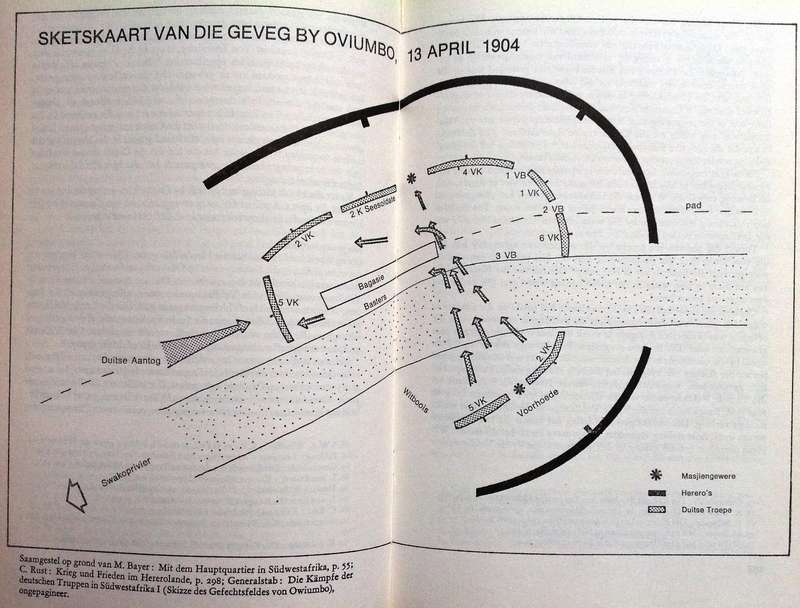 SKETSKAART VAN DIE GEVEG BY OVIUMBO, 13 APRIL 1904
4 VK
1 VB
1 VK
2 VB
pad
2 K Seesoldate
2 VK
6 VK
3 VB
Bagasie
Basters
5 VK
Duitse Aantog
2 VK
5 VK
Voorhoede
Witboois
Swakoprivier
Masjiengewere
Herero's
Duitse Troepe
Saamgestel op grond van M. Bayer: Mit dem Hauptquartier in Südwestafrika, p. 55;
C. Rust: Krieg und Frieden im Hererolande, p. 298; Generalstab: Die Kämpfe der
deutschen Truppen in Südwestafrika I (Skizze des Gefechtsfeldes von Owiumbo),
ongepagineer.